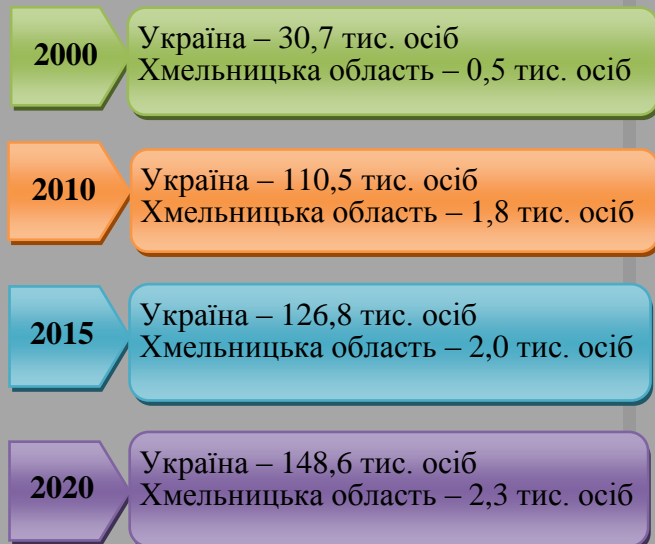 2000
Україна – 30,7 тис. осіб
Хмельницька область – 0,5 тис. осіб
2010
Україна – 110,5 тис. осіб
Хмельницька область – 1,8 тис. осіб
2015
Україна – 126,8 тис. осіб
Хмельницька область – 2,0 тис. осіб
2020
Україна – 148,6 тис. осіб
Хмельницька область – 2,3 тис. осіб